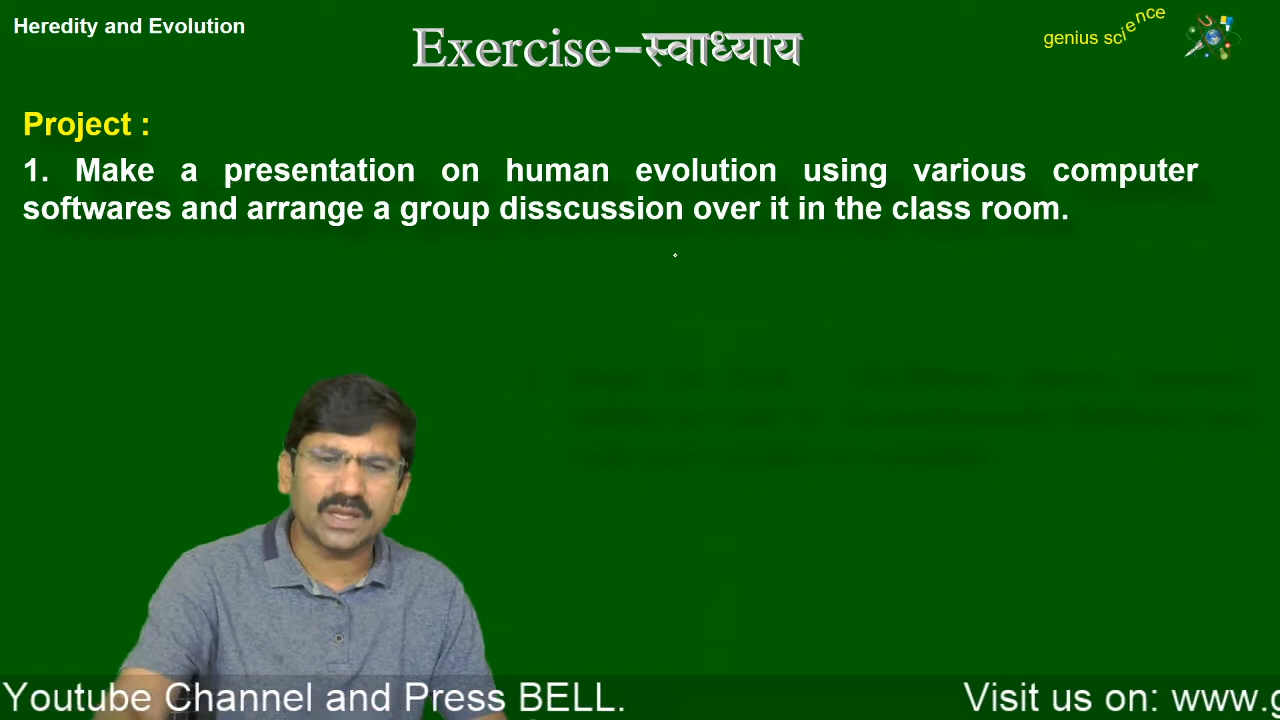 Heredity and Evolution
Exercise-स्वाध्याय
genius science
Project :
1. Make a presentation on human evolution using various computer
softwares and arrange a group disscussion over it in the class room.
Youtube Channel and Press BELL.
Visit us on: www.g